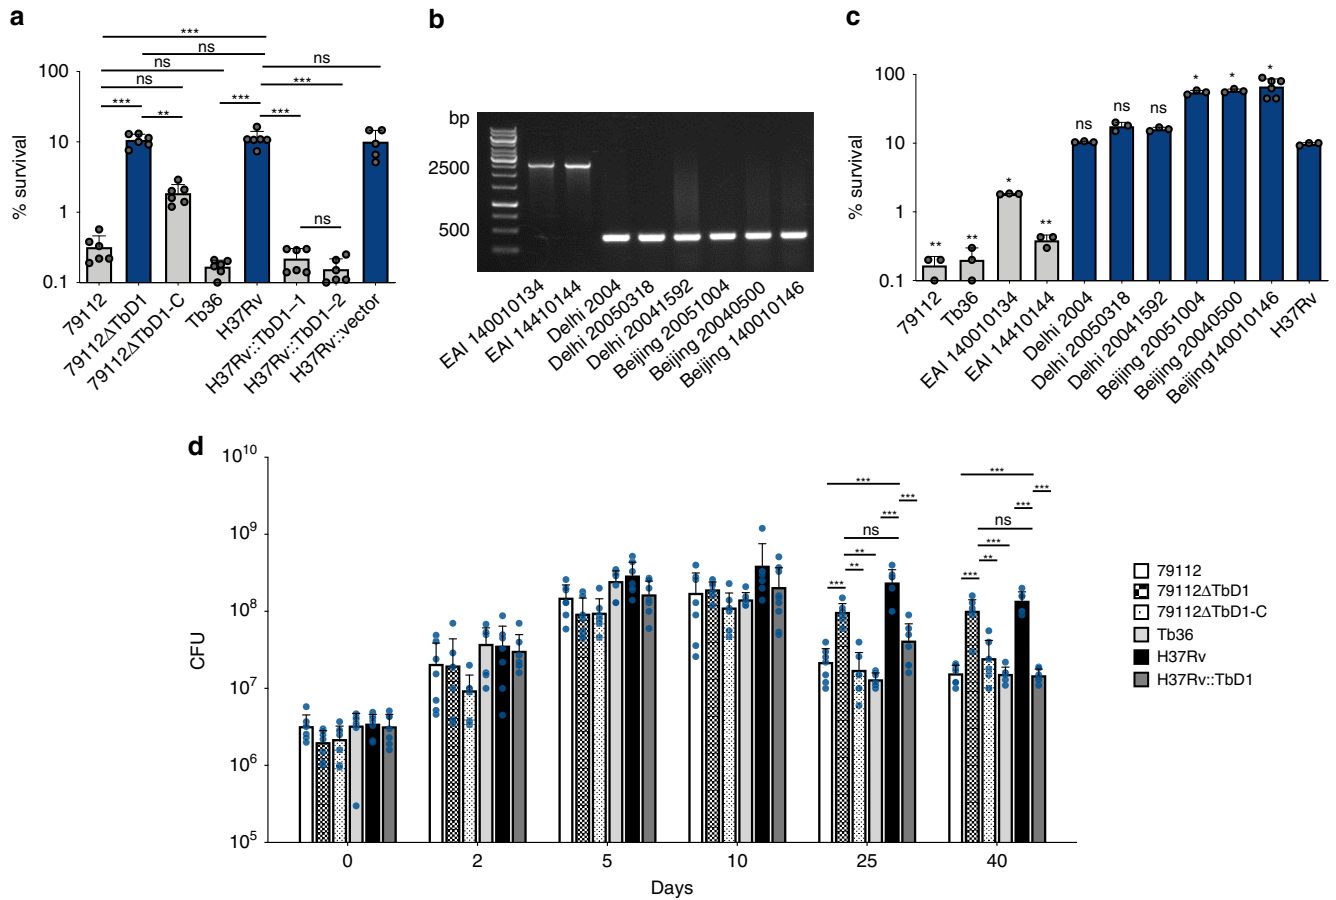 a
***
ns
ns
ns
ns
***
***
***
**
***
ns
% survival
100
10
1
0.1
79112
79112ΔTbD1
79112ΔTbD1-C
Tb36
H37Rv
H37Rv::TbD1–1
H37Rv::TbD1–2
H37Rv::vector
b
bp
2500
500
EAI 140010134
EAI 14410144
Delhi 2004
Delhi 20050318
Delhi 20041592
Beijing 20051004
Beijing 20040500
Beijing 140010146
c
% survival
100
10
1
0.1
**
**
*
**
ns
ns
ns
*
*
*
79112
Tb36
EAI 140010134
EAI 14410144
Delhi 2004
Delhi 20050318
Delhi 20041592
Beijing 20051004
Beijing 20040500
Beijing140010146
H37Rv
d
CFU
10^10
10^9
10^8
10^7
10^6
10^5
***
***
***
ns
**
**
***
***
***
***
ns
***
**
***
0
2
5
10
25
40
Days
79112
79112ΔTbD1
79112ΔTbD1-C
Tb36
H37Rv
H37Rv::TbD1